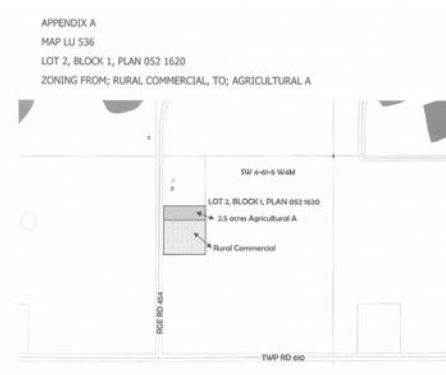 APPENDIX A
MAP LU 536
LOT 2, BLOCK 1, PLAN 052 1620
ZONING FROM; RURAL COMMERCIAL, TO; AGRICULTURAL A
SW 4-61-5 W4M
LOT 2, BLOCK 1, PLAN 052 1620
2.5 acres Agricultural A
Rural Commercial
RGE RD 454
TWP RD 610